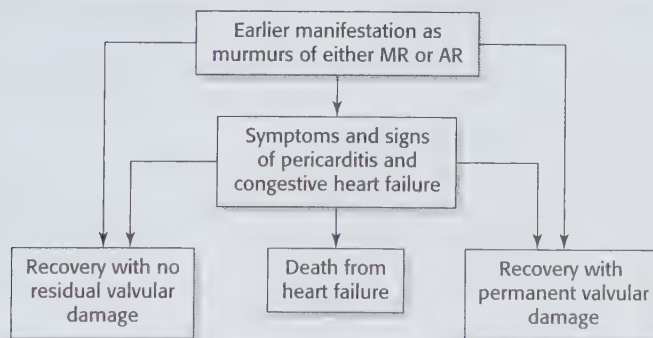 Earlier manifestation as
murmurs of either MR or AR
Symptoms and signs
of pericarditis and
congestive heart failure
Recovery with no
residual valvular
damage
Death from
heart failure
Recovery with
permanent valvular
damage